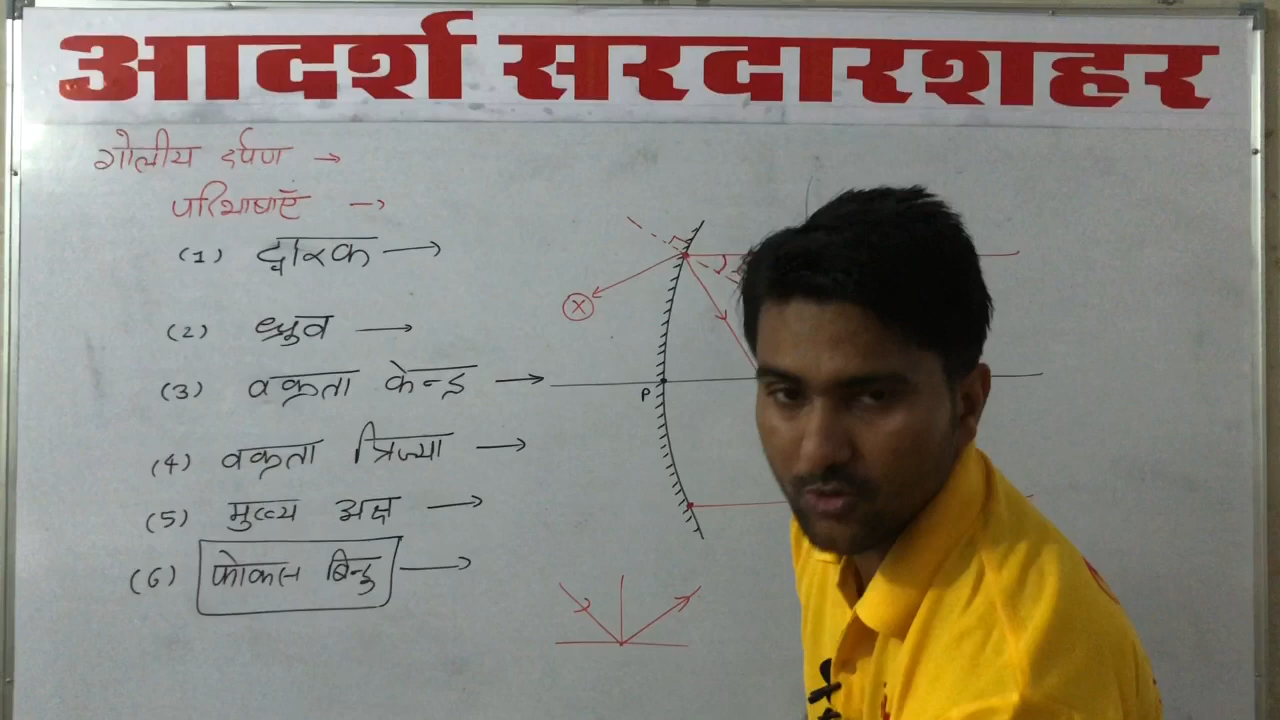 आदर्श सरदारशहर
गोलीय दर्पण →
परिभाषाएँ →
(1) द्वारक →
(2) ध्रुव →
(3) वक्रता केन्द्र →
(4) वक्रता त्रिज्या →
(5) मुख्य अक्ष →
(6) फोकस बिन्दु →
X
P